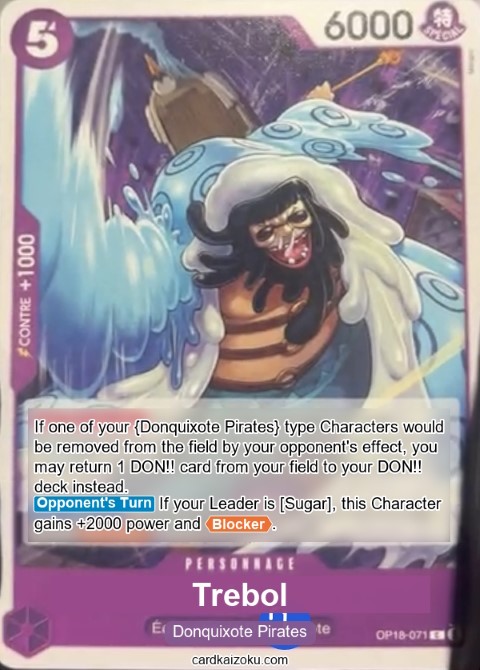 5
6000
特
SPECIAL
CONTRE +1000
If one of your {Donquixote Pirates} type Characters would
be removed from the field by your opponent's effect, you
may return 1 DON!! card from your field to your DON!!
deck instead.
Opponent's Turn If your Leader is [Sugar], this Character
gains +2000 power and Blocker.
PERSONNAGE
Trebol
Donquixote Pirates
OP18-071 C 1
cardkaizoku.com